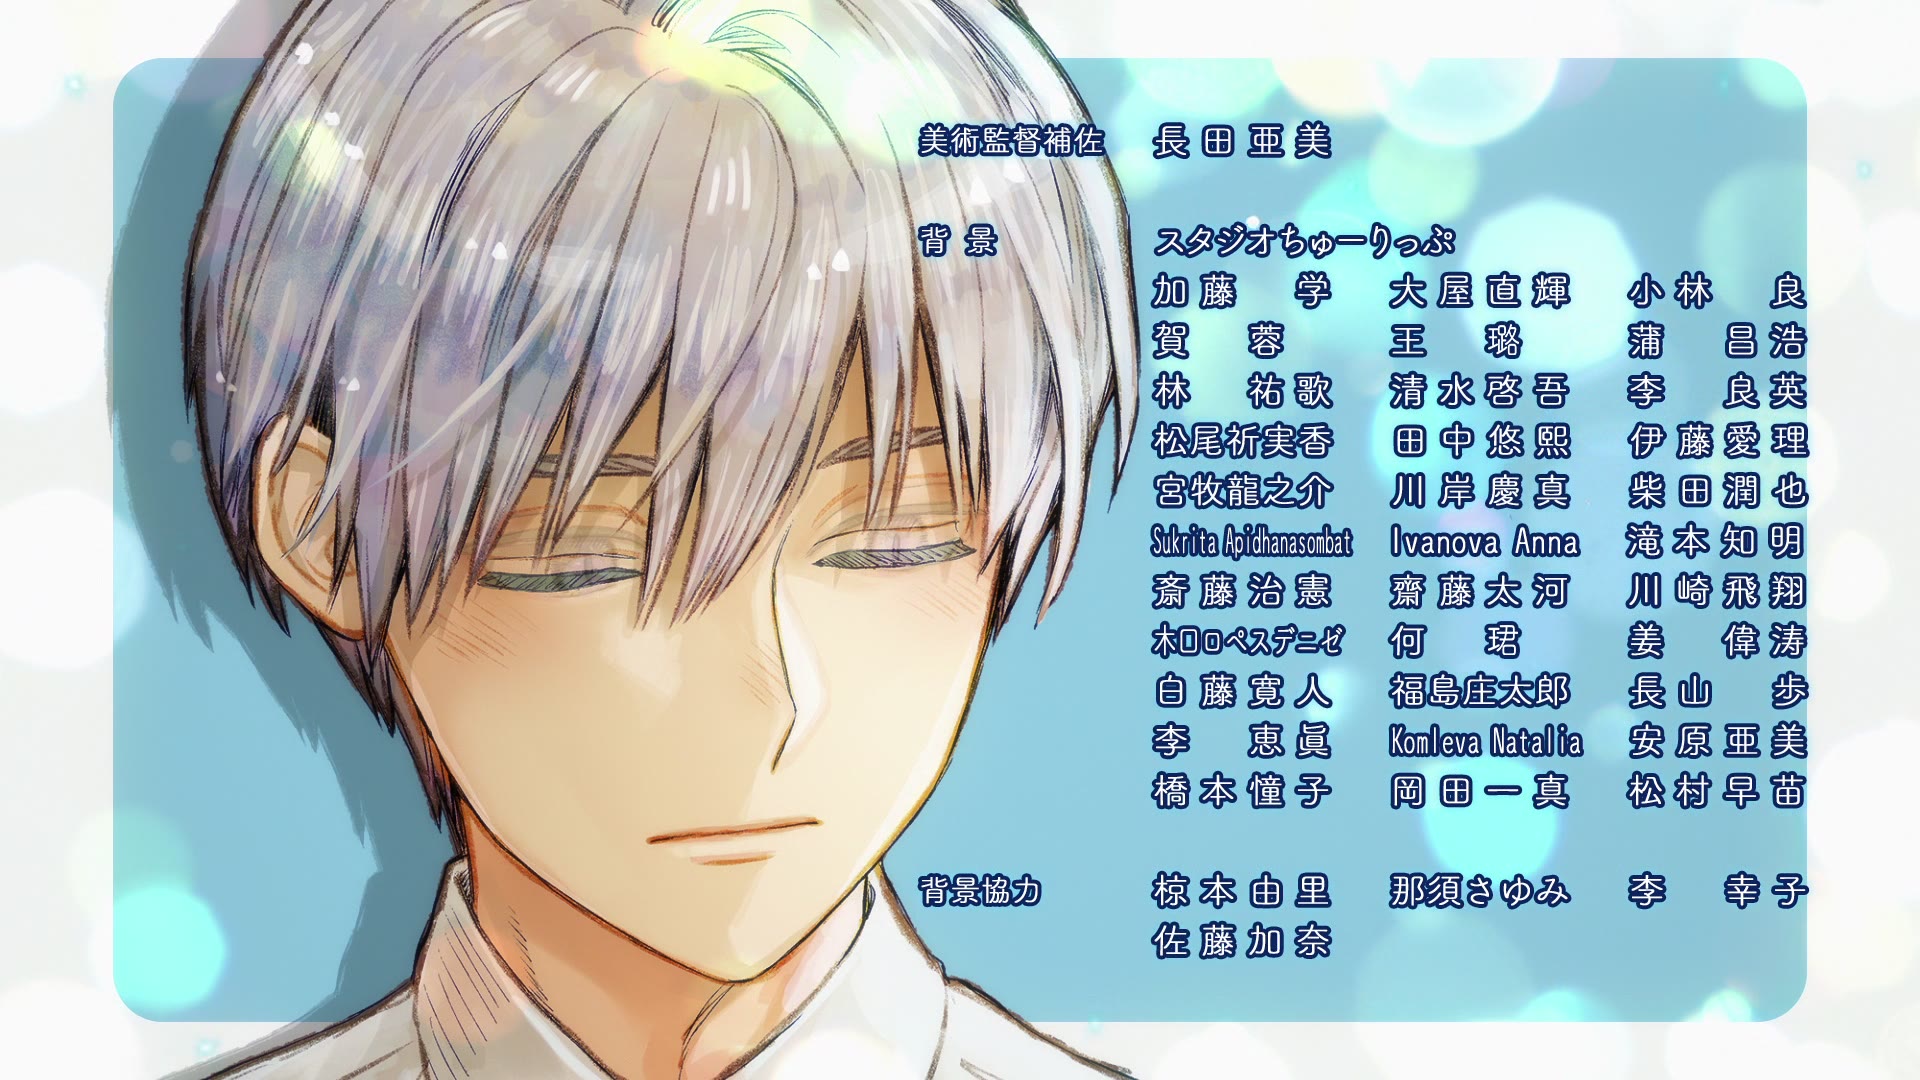 美術監督補佐 長田亜美
背景 スタジオちゅーりっぷ
加藤 学 大屋直輝 小林 良
賀 蓉 王 璐 蒲 昌浩
林 祐歌 清水啓吾 李 良英
松尾祈実香 田中悠熙 伊藤愛理
宮牧龍之介 川岸慶真 柴田潤也
Sukrita Apidhanasombat Ivanova Anna 滝本知明
斎藤治憲 齋藤太河 川崎飛翔
木口ロペスデニゼ 何 珺 姜 偉涛
白藤寛人 福島庄太郎 長山 歩
李 恵眞 Komleva Natalia 安原亜美
橋本憧子 岡田一真 松村早苗
背景協力 椋本由里 那須さゆみ 李 幸子
佐藤加奈